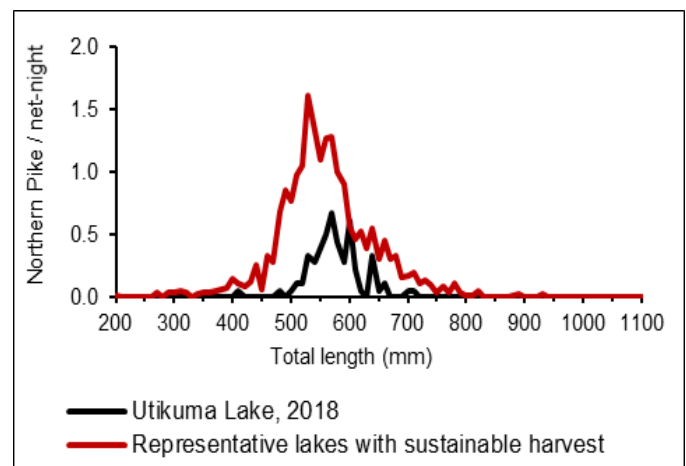 Northern Pike / net-night
2.0
1.5
1.0
0.5
0.0
200 300 400 500 600 700 800 900 1000 1100
Total length (mm)
Utikuma Lake, 2018
Representative lakes with sustainable harvest